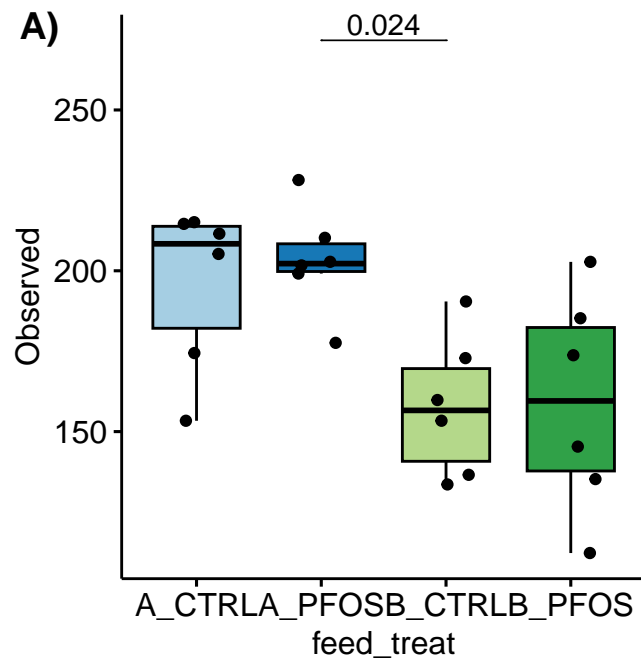 A)
0.024
250
200
150
Observed
A_CTRLA_PFOSB_CTRLB_PFOS
feed_treat